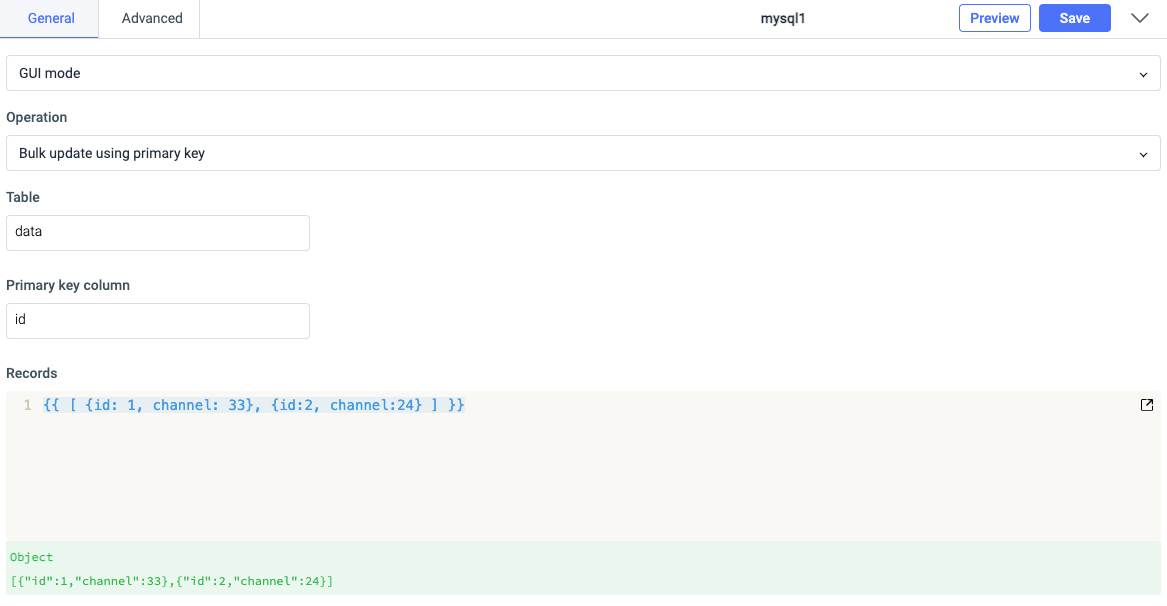 General Advanced mysql1 Preview Save
GUI mode
Operation
Bulk update using primary key
Table
data
Primary key column
id
Records
1 {{ [ {id: 1, channel: 33}, {id:2, channel:24} ] }}
Object
[{"id":1,"channel":33},{"id":2,"channel":24}]